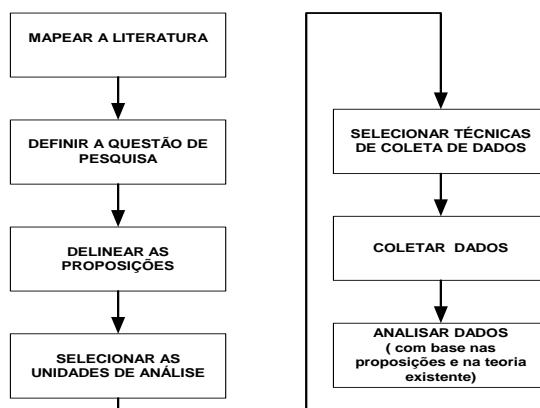 MAPEAR A LITERATURA
DEFINIR A QUESTÃO DE
PESQUISA
DELINEAR AS
PROPOSIÇÕES
SELECIONAR AS
UNIDADES DE ANÁLISE
SELECIONAR TÉCNICAS
DE COLETA DE DADOS
COLETAR DADOS
ANALISAR DADOS
( com base nas
proposições e na teoria
existente)